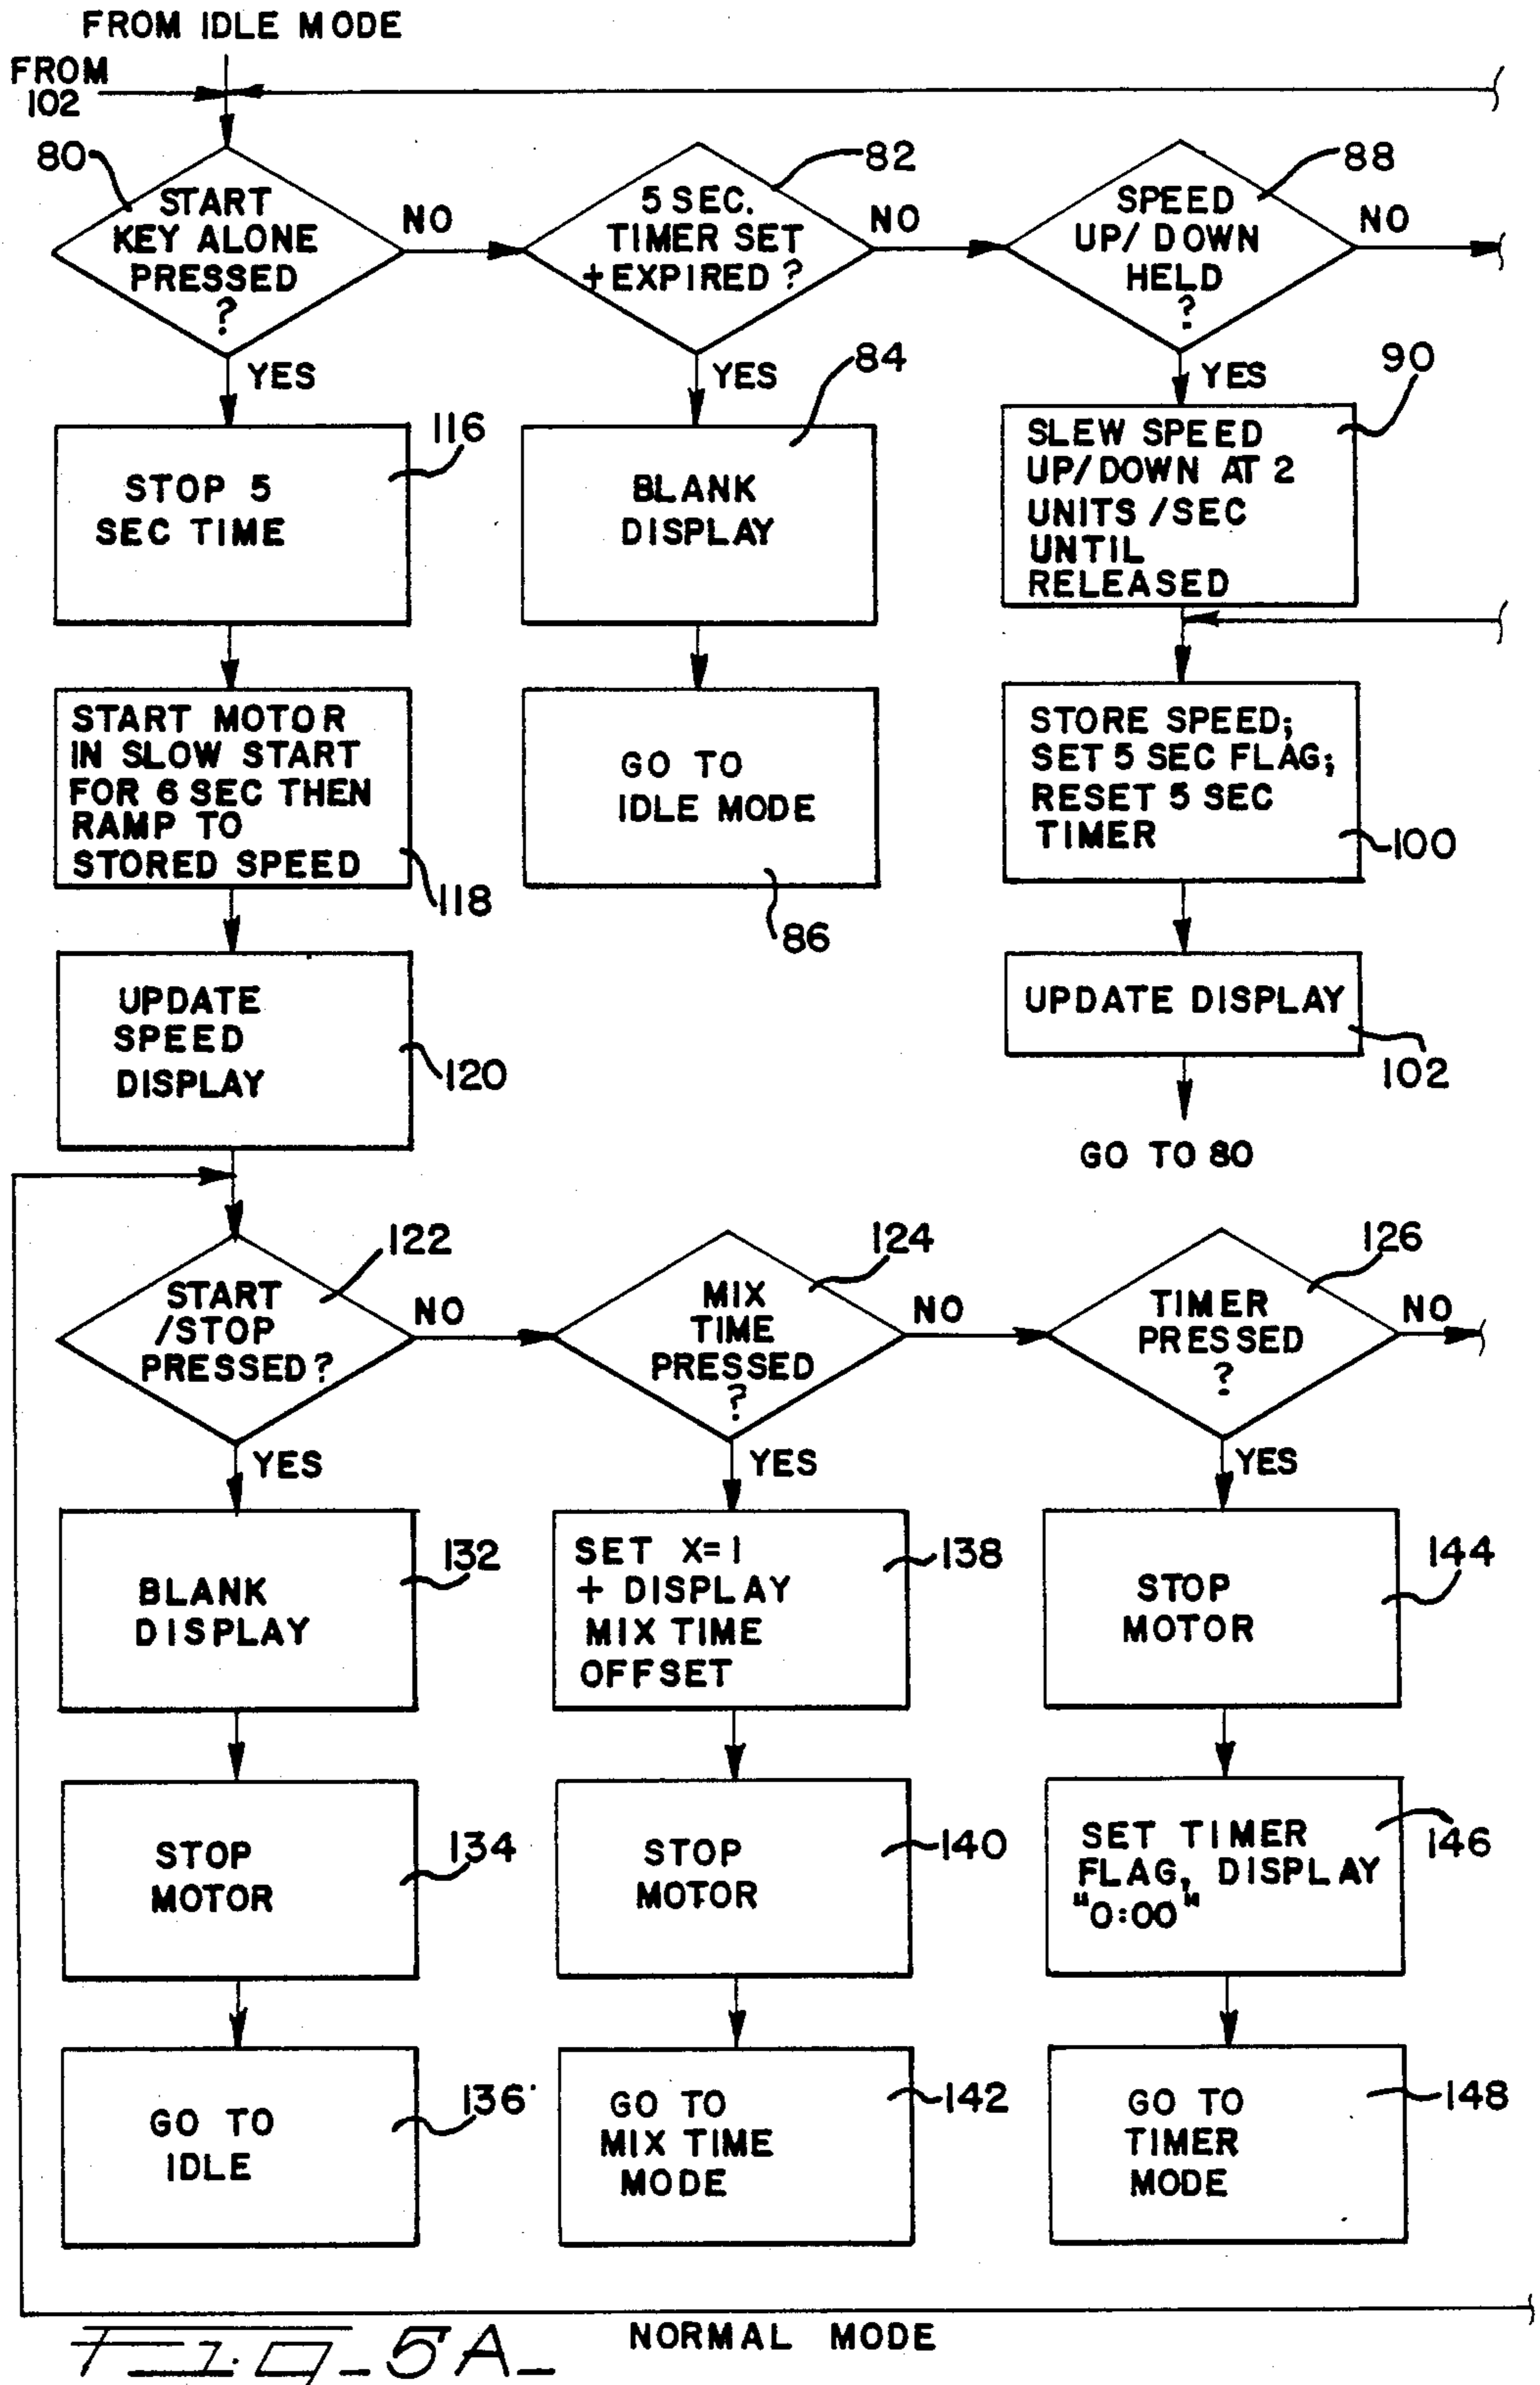 FROM IDLE MODE
FROM
102
80
START
KEY ALONE
PRESSED
?
NO
YES
82
5 SEC.
TIMER SET
+ EXPIRED ?
NO
YES
88
SPEED
UP/ DOWN
HELD
?
NO
YES
116
STOP 5
SEC TIME
84
BLANK
DISPLAY
90
SLEW SPEED
UP/DOWN AT 2
UNITS /SEC
UNTIL
RELEASED
START MOTOR
IN SLOW START
FOR 6 SEC THEN
RAMP TO
STORED SPEED
118
GO TO
IDLE MODE
86
STORE SPEED;
SET 5 SEC FLAG;
RESET 5 SEC
TIMER
100
UPDATE
SPEED
DISPLAY
120
UPDATE DISPLAY
102
GO TO 80
122
START
/STOP
PRESSED?
NO
YES
124
MIX
TIME
PRESSED
?
NO
YES
126
TIMER
PRESSED
?
NO
YES
132
BLANK
DISPLAY
SET X=1
+ DISPLAY
MIX TIME
OFFSET
138
STOP
MOTOR
144
STOP
MOTOR
134
STOP
MOTOR
140
SET TIMER
FLAG, DISPLAY
"0:00"
146
GO TO
IDLE
136
GO TO
MIX TIME
MODE
142
GO TO
TIMER
MODE
148
Fig-5A-
NORMAL MODE